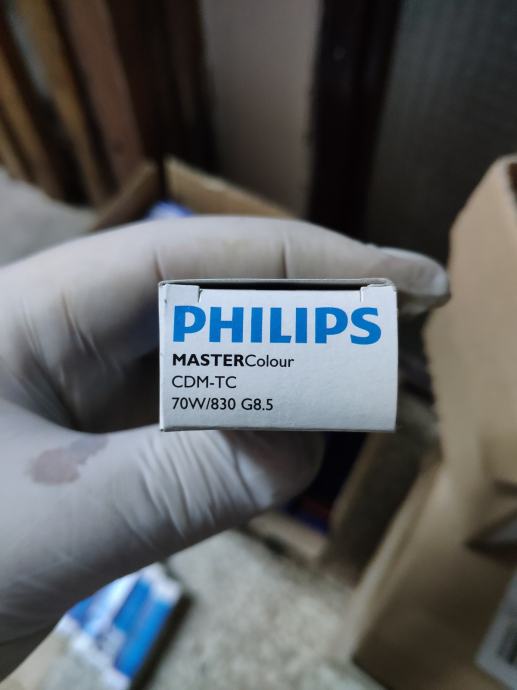 PHILIPS
MASTERColour
CDM-TC
70W/830 G8.5